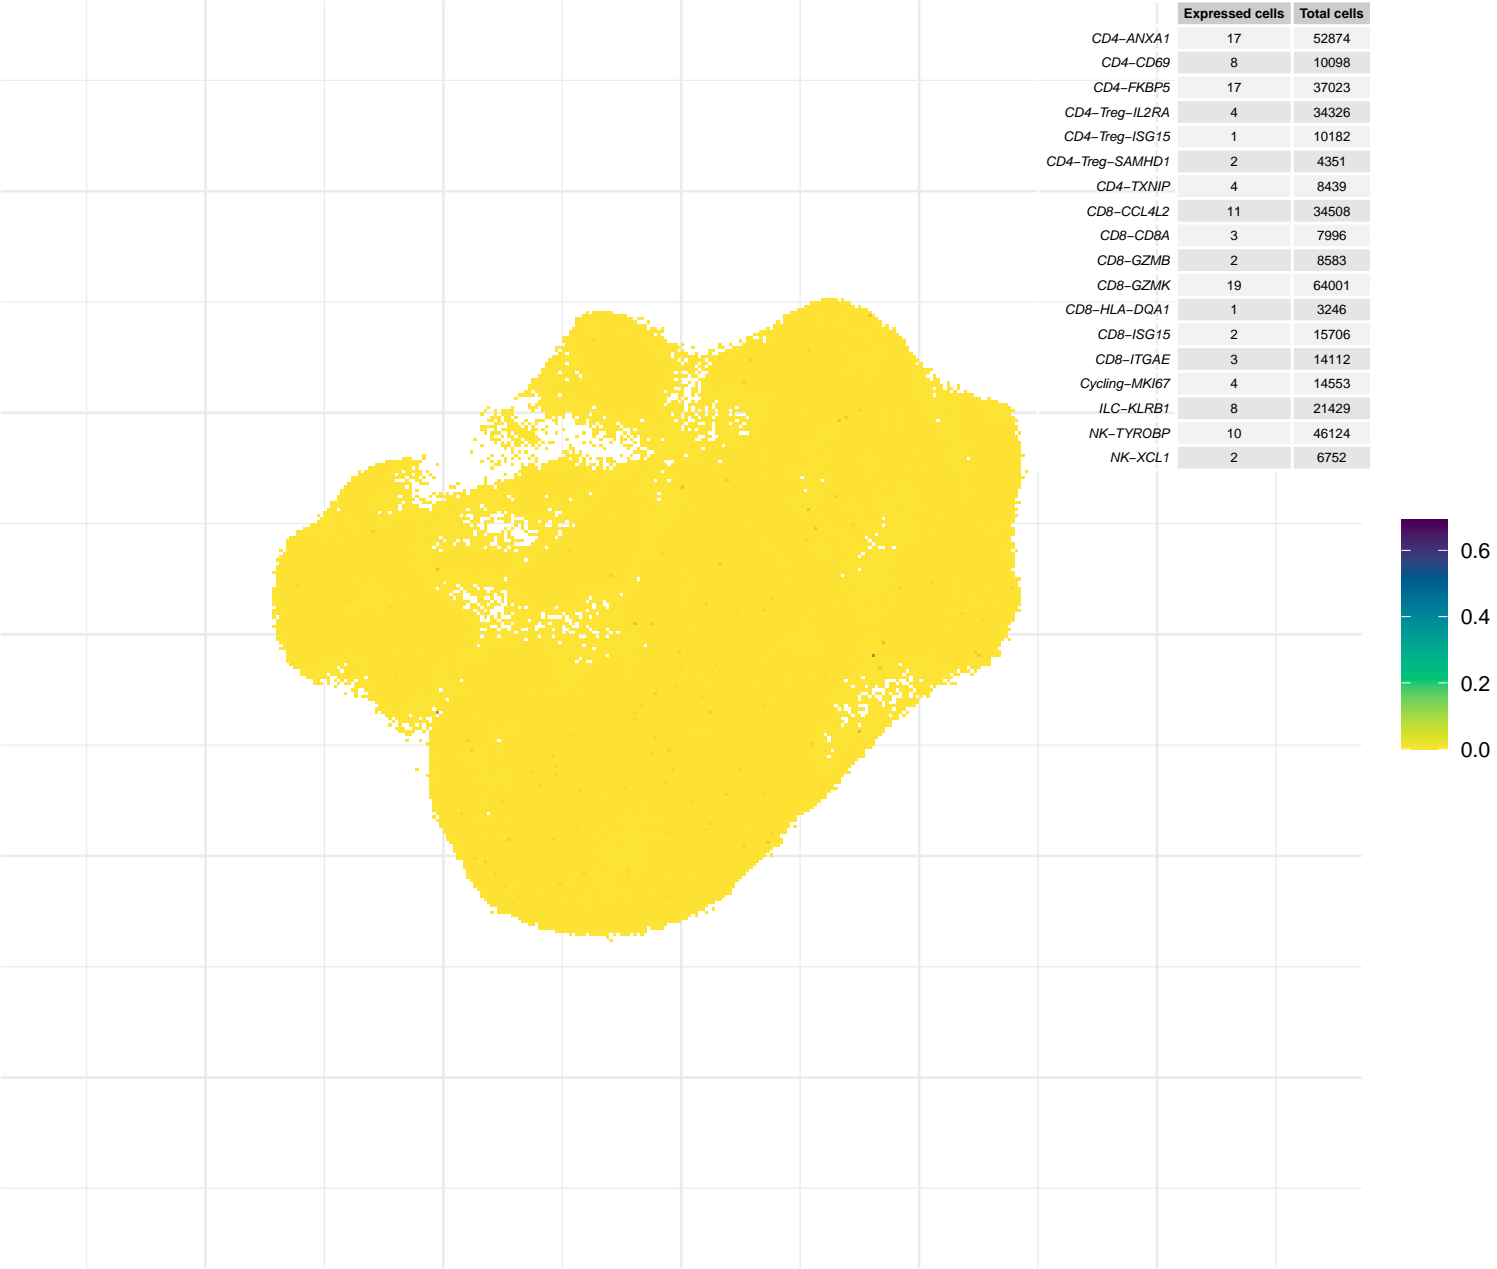 Expressed cells Total cells
CD4−ANXA1 17 52874
CD4−CD69 8 10098
CD4−FKBP5 17 37023
CD4−Treg−IL2RA 4 34326
CD4−Treg−ISG15 1 10182
CD4−Treg−SAMHD1 2 4351
CD4−TXNIP 4 8439
CD8−CCL4L2 11 34508
CD8−CD8A 3 7996
CD8−GZMB 2 8583
CD8−GZMK 19 64001
CD8−HLA−DQA1 1 3246
CD8−ISG15 2 15706
CD8−ITGAE 3 14112
Cycling−MKI67 4 14553
ILC−KLRB1 8 21429
NK−TYROBP 10 46124
NK−XCL1 2 6752
0.6
0.4
0.2
0.0